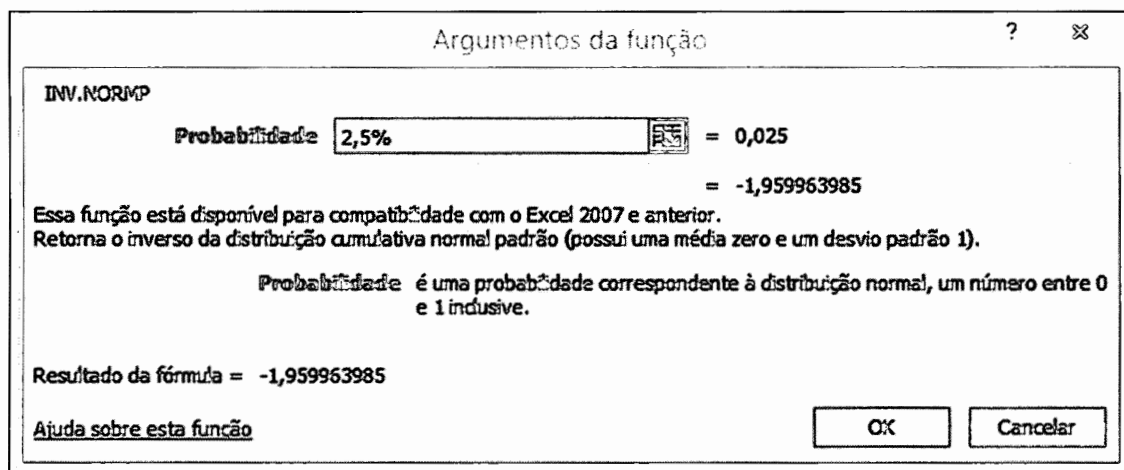 Argumentos da função ?
INV.NORMP
Probabilidade 2,5% = 0,025
= -1,959963985
Essa função está disponível para compatibilidade com o Excel 2007 e anterior.
Retorna o inverso da distribuição cumulativa normal padrão (possui uma média zero e um desvio padrão 1).
Probabilidade é uma probabilidade correspondente à distribuição normal, um número entre 0
e 1 inclusive.
Resultado da fórmula = -1,959963985
Ajuda sobre esta função OK Cancelar